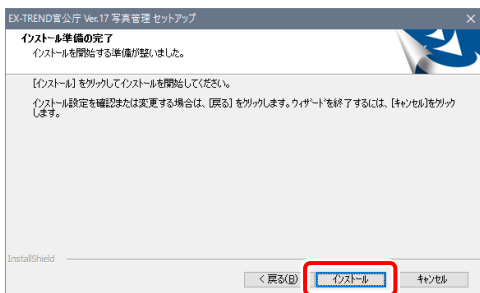 EX-TREND官公庁 Ver.17 写真管理 セットアップ
インストール準備の完了
インストールを開始する準備が整いました。
[インストール] をクリックしてインストールを開始してください。
インストール設定を確認または変更する場合は、[戻る] をクリックします。ウィザードを終了するには、[キャンセル]をクリック
します。
InstallShield
< 戻る(B)
インストール
キャンセル